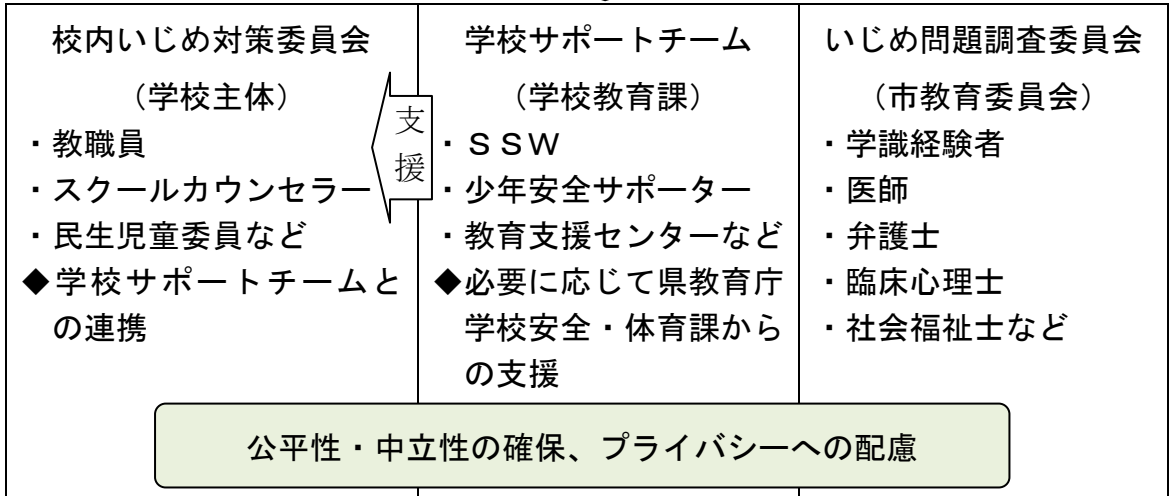 校内いじめ対策委員会
(学校主体)
・教職員
・スクールカウンセラー
・民生児童委員など
◆学校サポートチームと
の連携
支
援
学校サポートチーム
(学校教育課)
・ＳＳＷ
・少年安全サポーター
・教育支援センターなど
◆必要に応じて県教育庁
学校安全・体育課から
の支援
いじめ問題調査委員会
(市教育委員会)
・学識経験者
・医師
・弁護士
・臨床心理士
・社会福祉士など
公平性・中立性の確保、プライバシーへの配慮